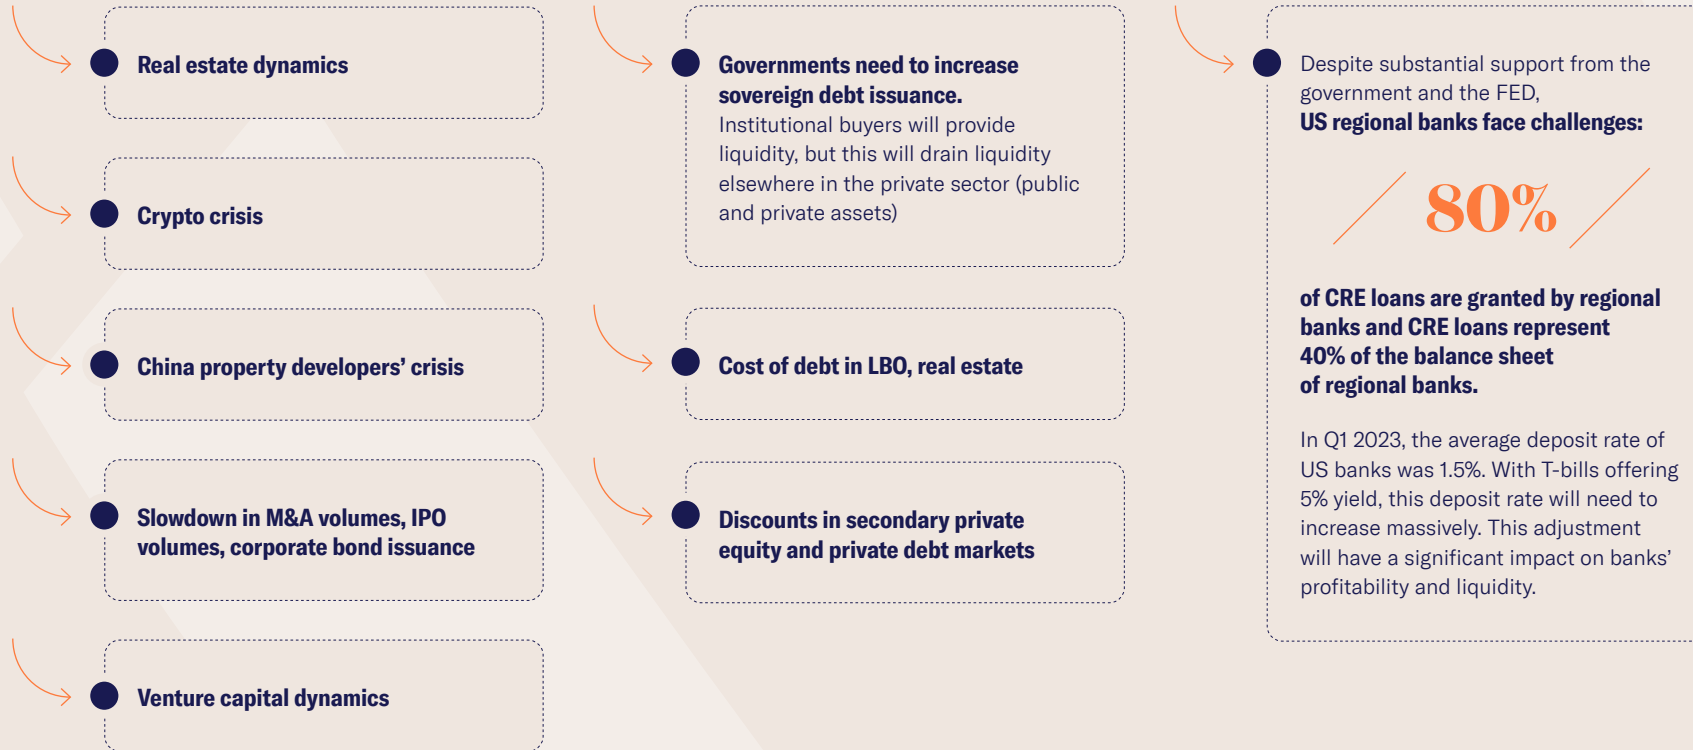 Real estate dynamics
Crypto crisis
China property developers’ crisis
Slowdown in M&A volumes, IPO
volumes, corporate bond issuance
Venture capital dynamics
Governments need to increase
sovereign debt issuance.
Institutional buyers will provide
liquidity, but this will drain liquidity
elsewhere in the private sector (public
and private assets)
Cost of debt in LBO, real estate
Discounts in secondary private
equity and private debt markets
Despite substantial support from the
government and the FED,
US regional banks face challenges:
80%
of CRE loans are granted by regional
banks and CRE loans represent
40% of the balance sheet
of regional banks.
In Q1 2023, the average deposit rate of
US banks was 1.5%. With T-bills offering
5% yield, this deposit rate will need to
increase massively. This adjustment
will have a significant impact on banks’
profitability and liquidity.